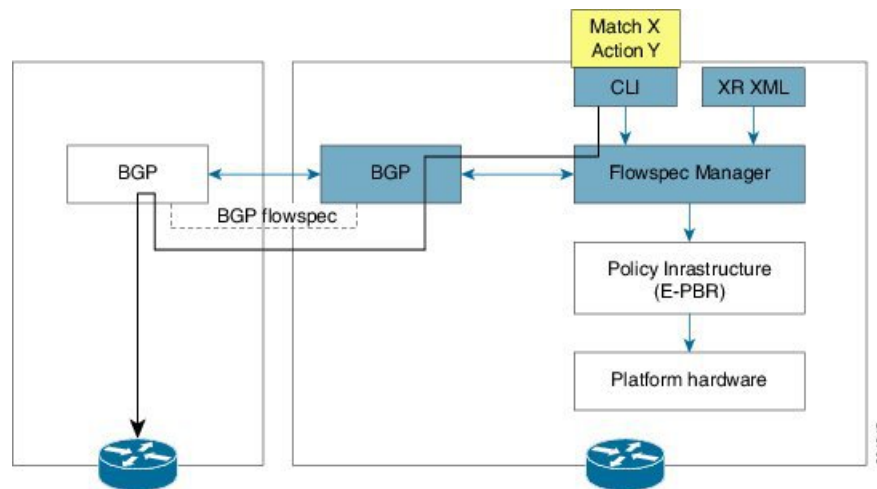 Match X
Action Y
CLI
XR XML
BGP
BGP
Flowspec Manager
BGP flowspec
Policy Inrastructure
(E-PBR)
Platform hardware